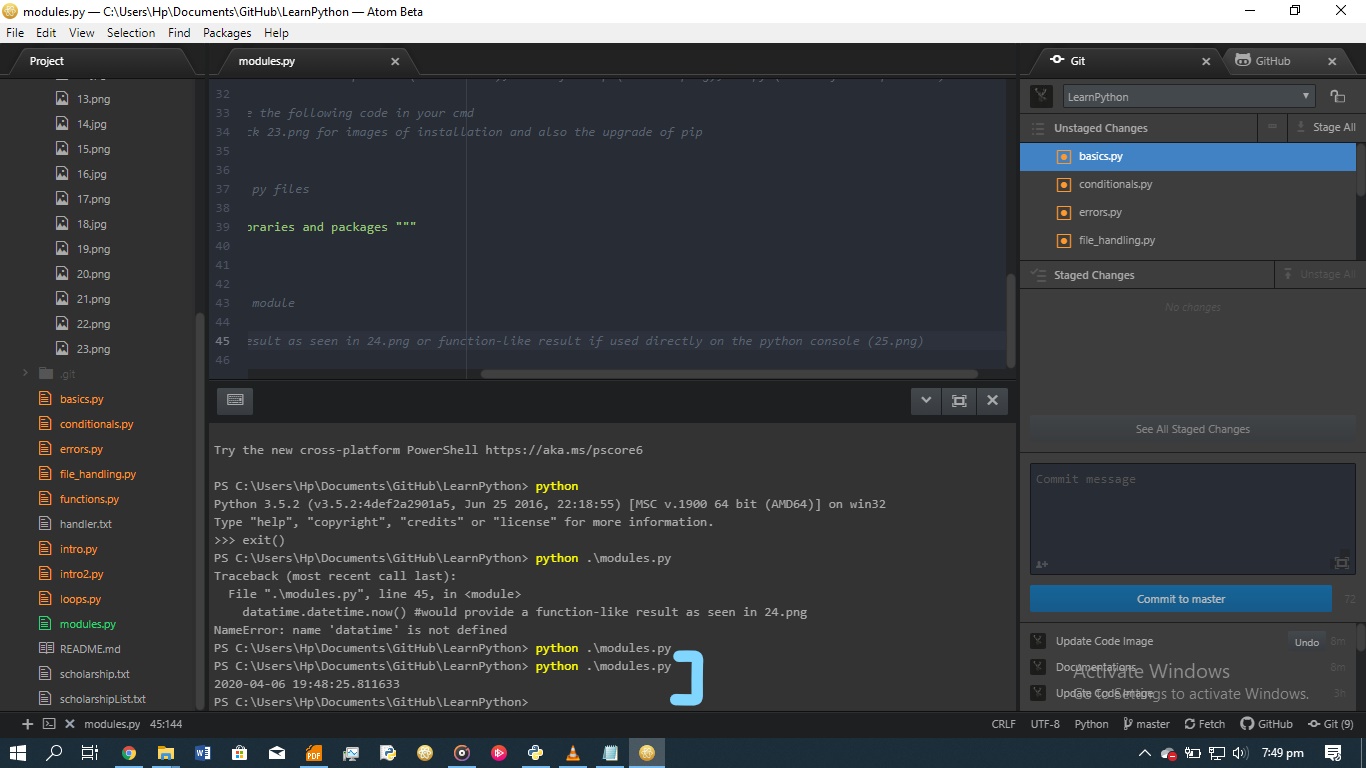 modules.py — C:\Users\Hp\Documents\GitHub\LearnPython — Atom Beta
File Edit View Selection Find Packages Help
Project
13.png
14.jpg
15.png
16.jpg
17.png
18.jpg
19.png
20.png
21.png
22.png
23.png
.git
basics.py
conditionals.py
errors.py
file_handling.py
functions.py
handler.txt
intro.py
intro2.py
loops.py
modules.py
README.md
scholarship.txt
scholarshipList.txt
modules.py
32
33 the following code in your cmd
34 ck 23.png for images of installation and also the upgrade of pip
35
36
37 py files
38
39 braries and packages """
40
41
42
43 module
44
45 esult as seen in 24.png or function-like result if used directly on the python console (25.png)
46
Try the new cross-platform PowerShell https://aka.ms/pscore6
PS C:\Users\Hp\Documents\GitHub\LearnPython> python
Python 3.5.2 (v3.5.2:4def2a2901a5, Jun 25 2016, 22:18:55) [MSC v.1900 64 bit (AMD64)] on win32
Type "help", "copyright", "credits" or "license" for more information.
>>> exit()
PS C:\Users\Hp\Documents\GitHub\LearnPython> python .\modules.py
Traceback (most recent call last):
File ".\modules.py", line 45, in <module>
datatime.datetime.now() #would provide a function-like result as seen in 24.png
NameError: name 'datatime' is not defined
PS C:\Users\Hp\Documents\GitHub\LearnPython> python .\modules.py
PS C:\Users\Hp\Documents\GitHub\LearnPython> python .\modules.py
2020-04-06 19:48:25.811633
PS C:\Users\Hp\Documents\GitHub\LearnPython>
Git
GitHub
LearnPython
Unstaged Changes
Stage All
basics.py
conditionals.py
errors.py
file_handling.py
Staged Changes
Unstage All
No changes
See All Staged Changes
Commit message
Commit to master
72
Update Code Image Undo 8m
Documentations 8m
Update Code Image 3h
Activate Windows
Go to Settings to activate Windows.
modules.py 45:144
CRLF UTF-8 Python master Fetch GitHub Git (9)
7:49 pm